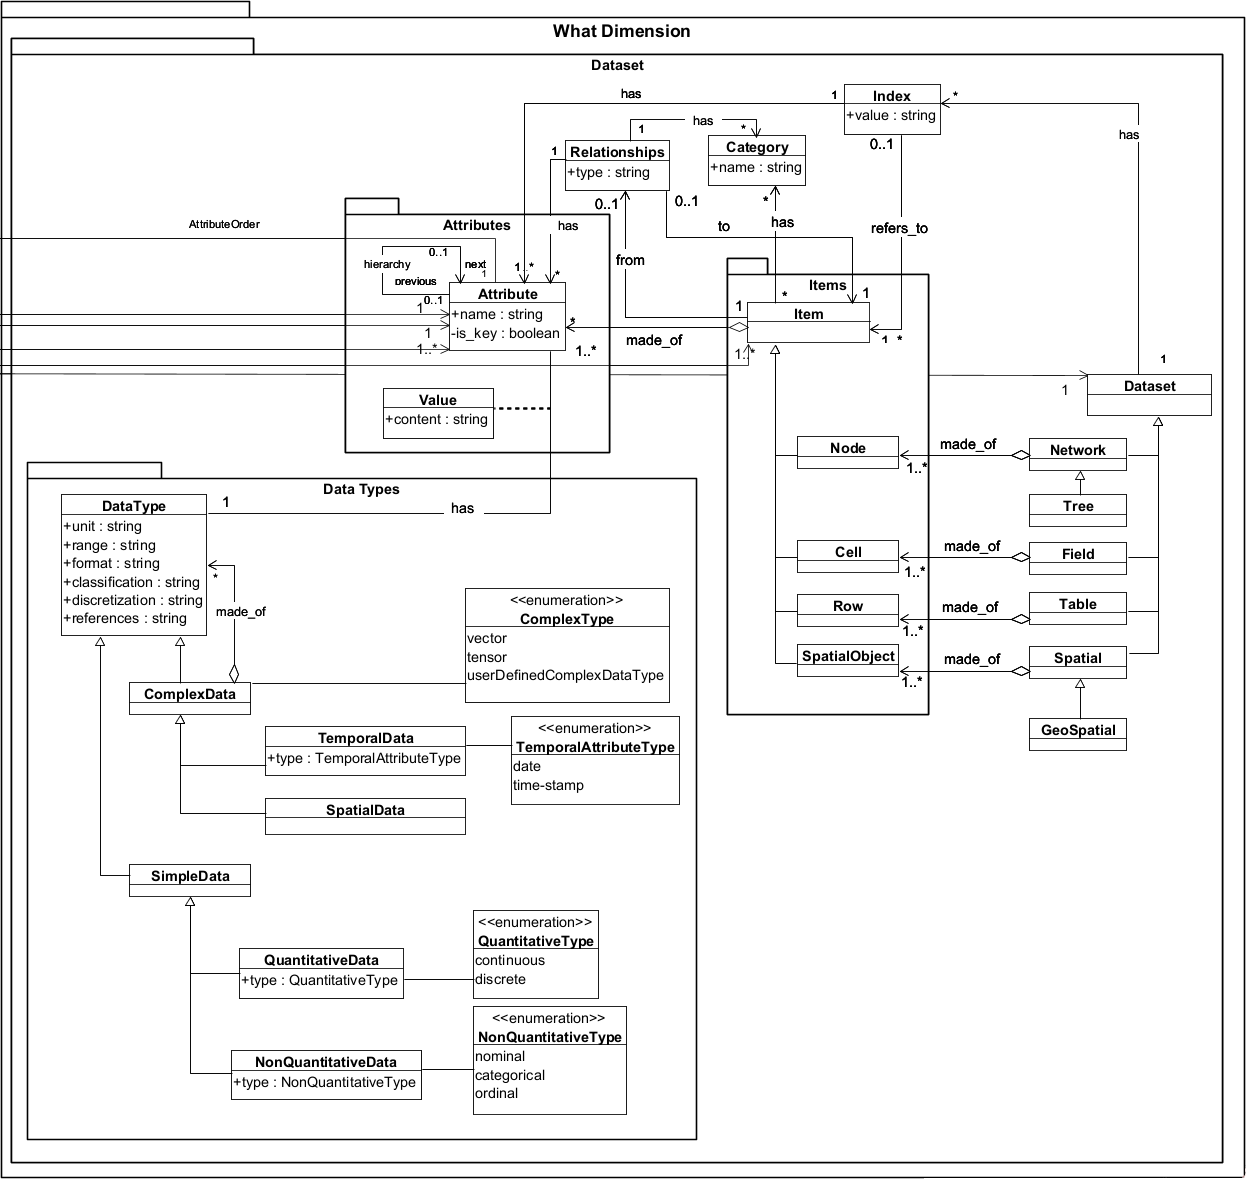 What Dimension
Dataset
Index
+value : string
has
1
*
has
0..1
refers_to
1..*
Relationships
+type : string
has
1
*
Category
+name : string
*
has
*
1
has
*
1..*
0..1
from
1
0..1
to
1
AttributeOrder
Attributes
hierarchy
0..1
next
previous
0..1
1
Attribute
+name : string
-is_key : boolean
1
1
1..*
*
made_of
1..*
Value
+content : string
Items
Item
1..*
Node
Cell
Row
SpatialObject
1
1
Dataset
made_of
1..*
Network
Tree
made_of
1..*
Field
made_of
1..*
Table
made_of
1..*
Spatial
GeoSpatial
Data Types
DataType
+unit : string
+range : string
+format : string
+classification : string
+discretization : string
+references : string
1
has
*
made_of
ComplexData
<<enumeration>>
ComplexType
vector
tensor
userDefinedComplexDataType
TemporalData
+type : TemporalAttributeType
<<enumeration>>
TemporalAttributeType
date
time-stamp
SpatialData
SimpleData
QuantitativeData
+type : QuantitativeType
<<enumeration>>
QuantitativeType
continuous
discrete
NonQuantitativeData
+type : NonQuantitativeType
<<enumeration>>
NonQuantitativeType
nominal
categorical
ordinal